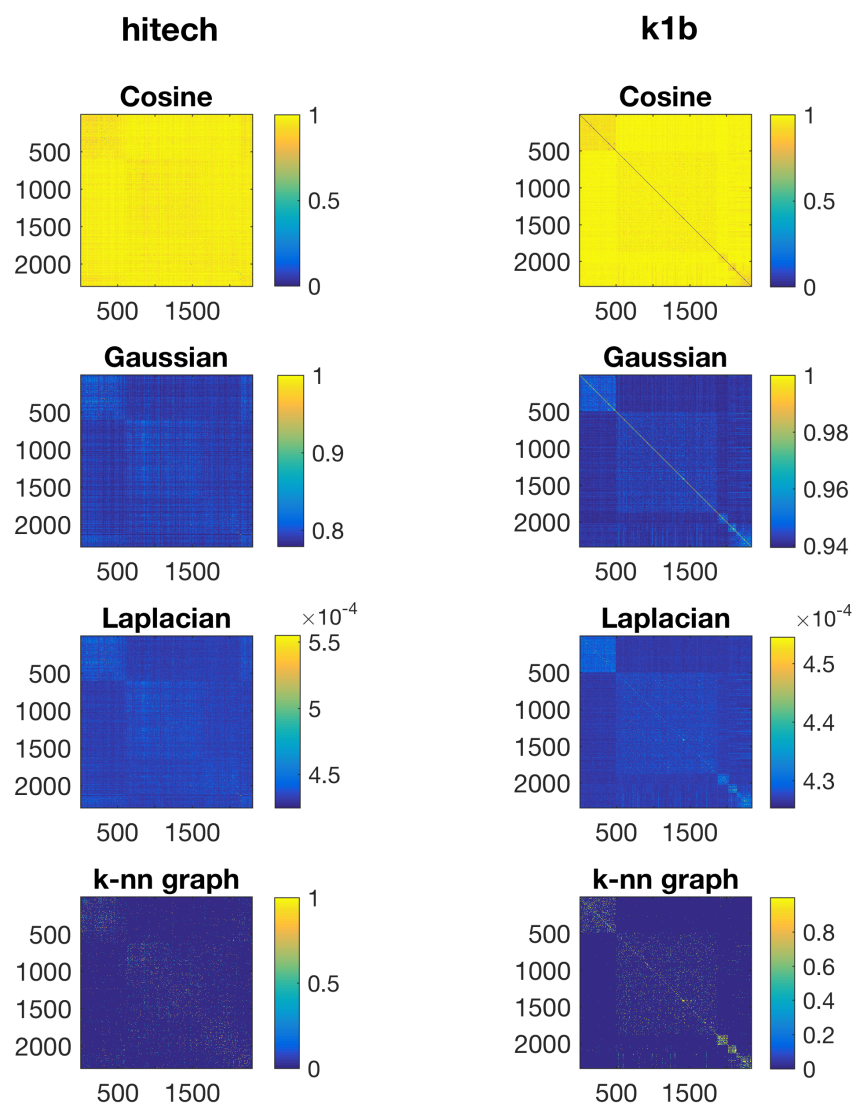 hitech k1b
Cosine Cosine
500 1000 1500 2000 500 1500 1 0.5 0 500 1000 1500 2000 500 1500 1 0.5 0
Gaussian Gaussian
500 1000 1500 2000 500 1500 1 0.9 0.8 500 1000 1500 2000 500 1500 1 0.98 0.96 0.94
Laplacian ×10⁻⁴ Laplacian ×10⁻⁴
500 1000 1500 2000 500 1500 5.5 5 4.5 500 1000 1500 2000 500 1500 4.5 4.4 4.3
k-nn graph k-nn graph
500 1000 1500 2000 500 1500 1 0.5 0 500 1000 1500 2000 500 1500 0.8 0.6 0.4 0.2 0